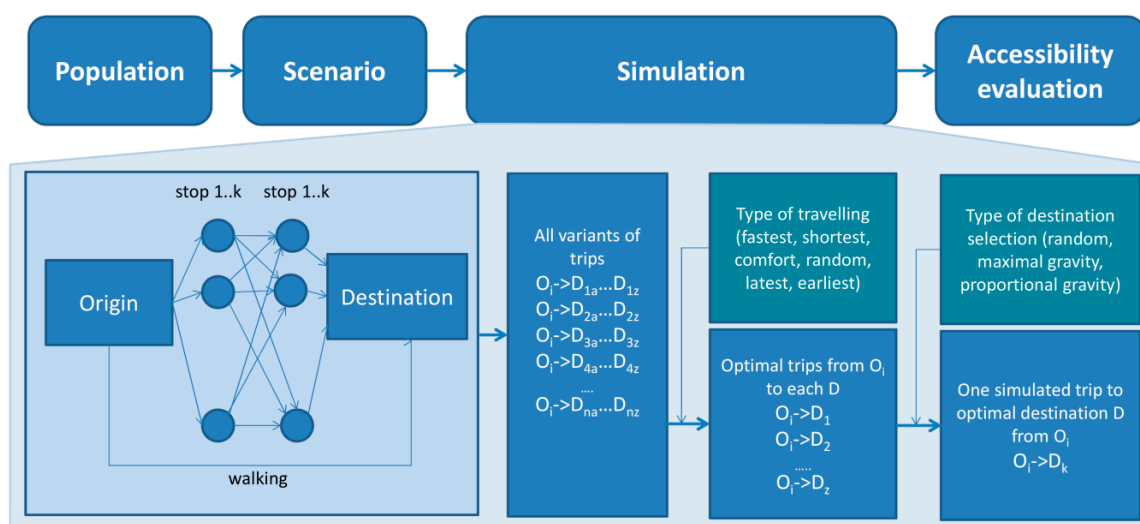 Population
Scenario
Simulation
Accessibility
evaluation
stop 1..k
stop 1..k
Origin
Destination
walking
All variants of
trips
Oi->D1a...D1z
Oi->D2a...D2z
Oi->D3a...D3z
Oi->D4a...D4z
....
Oi->Dna...Dnz
Type of travelling
(fastest, shortest,
comfort, random,
latest, earliest)
Optimal trips from Oi
to each D
Oi->D1
Oi->D2
.....
Oi->Dz
Type of destination
selection (random,
maximal gravity,
proportional gravity)
One simulated trip to
optimal destination D
from Oi
Oi->Dk